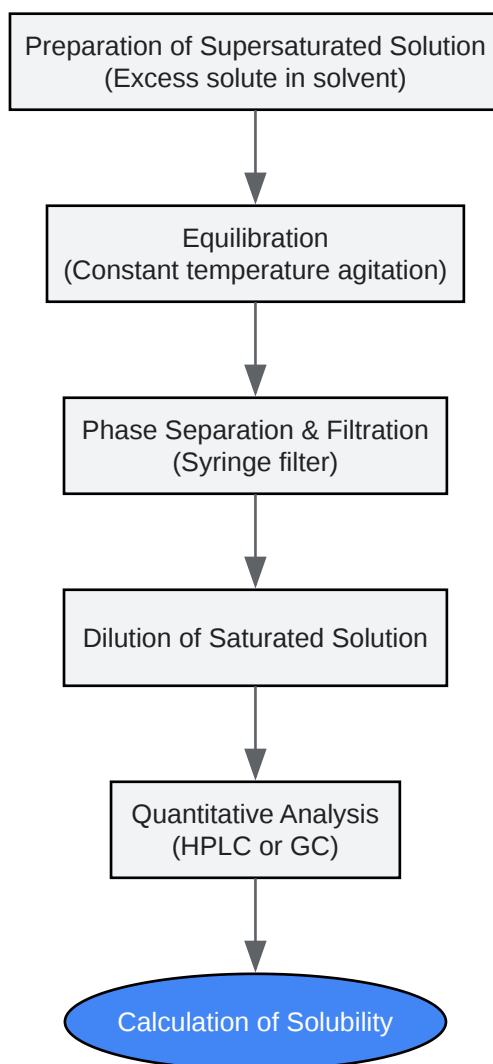 Preparation of Supersaturated Solution
(Excess solute in solvent)
Equilibration
(Constant temperature agitation)
Phase Separation & Filtration
(Syringe filter)
Dilution of Saturated Solution
Quantitative Analysis
(HPLC or GC)
Calculation of Solubility